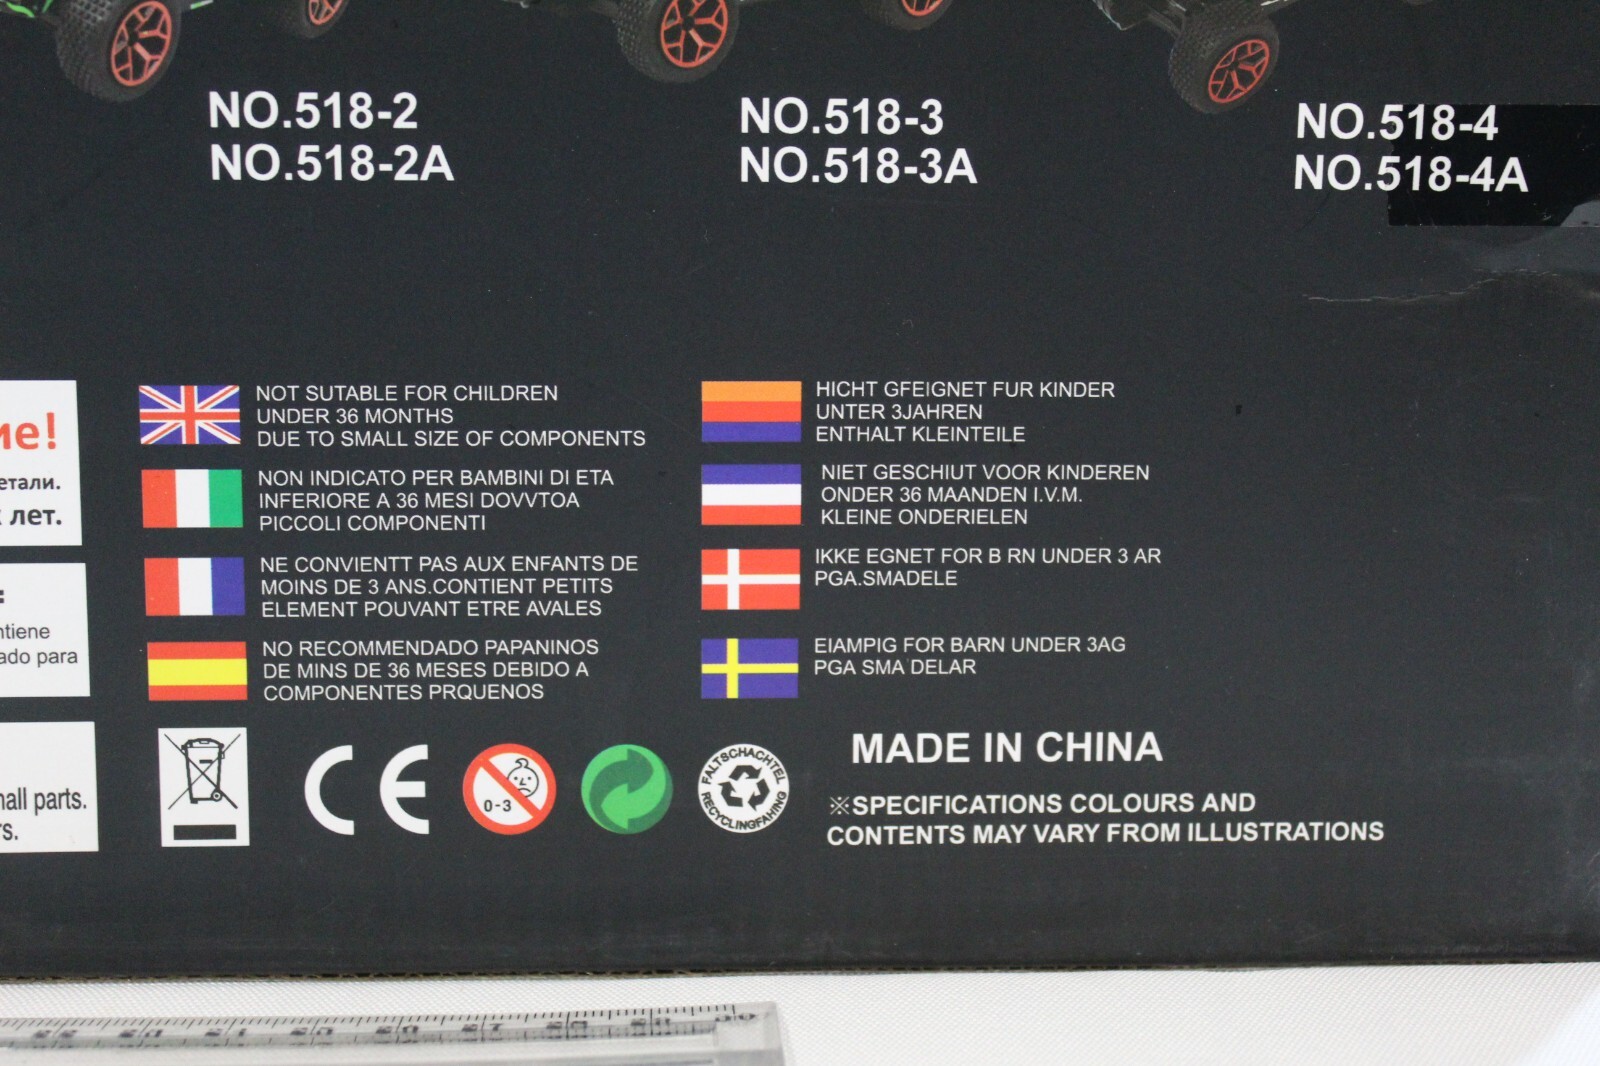 NO.518-2
NO.518-2A
NO.518-3
NO.518-3A
NO.518-4
NO.518-4A
ие!
етали.
лет.
:
ntiene
ado para
nall parts.
rs.
NOT SUTABLE FOR CHILDREN
UNDER 36 MONTHS
DUE TO SMALL SIZE OF COMPONENTS
NON INDICATO PER BAMBINI DI ETA
INFERIORE A 36 MESI DOVVTOA
PICCOLI COMPONENTI
NE CONVIENTT PAS AUX ENFANTS DE
MOINS DE 3 ANS.CONTIENT PETITS
ELEMENT POUVANT ETRE AVALES
NO RECOMMENDADO PAPANINOS
DE MINS DE 36 MESES DEBIDO A
COMPONENTES PRQUENOS
HICHT GFEIGNET FUR KINDER
UNTER 3JAHREN
ENTHALT KLEINTEILE
NIET GESCHIUT VOOR KINDEREN
ONDER 36 MAANDEN I.V.M.
KLEINE ONDERIELEN
IKKE EGNET FOR B RN UNDER 3 AR
PGA.SMADELE
EIAMPIG FOR BARN UNDER 3AG
PGA SMA DELAR
CE
0-3
FALTSCHACHTEL
RECYCLINGFAHING
MADE IN CHINA
※SPECIFICATIONS COLOURS AND
CONTENTS MAY VARY FROM ILLUSTRATIONS